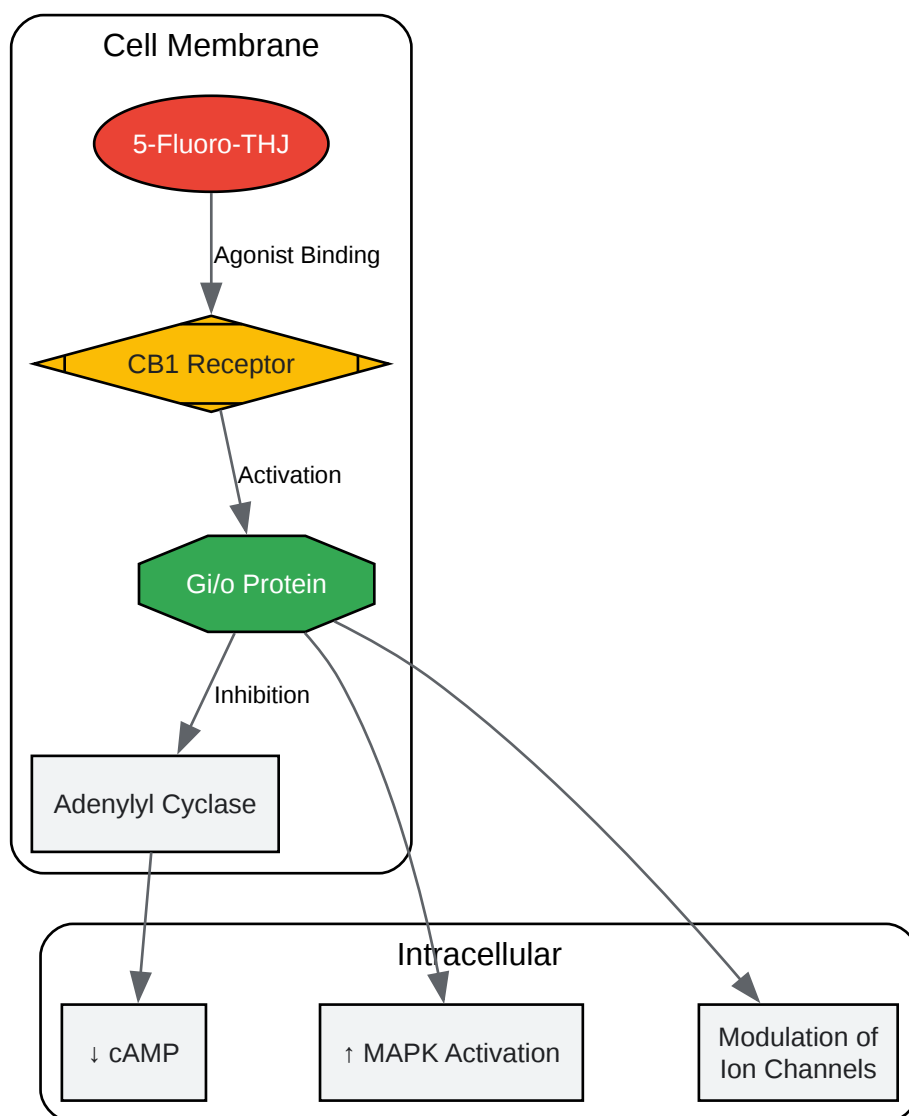 Cell Membrane
5-Fluoro-THJ
Agonist Binding
CB1 Receptor
Activation
Gi/o Protein
Inhibition
Adenylyl Cyclase
Intracellular
↓ cAMP
↑ MAPK Activation
Modulation of
Ion Channels